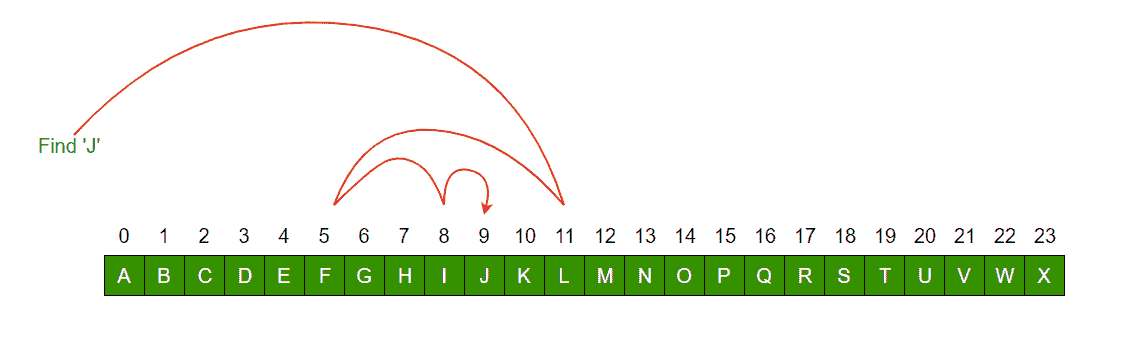 Find 'J'
0 1 2 3 4 5 6 7 8 9 10 11 12 13 14 15 16 17 18 19 20 21 22 23
A B C D E F G H I J K L M N O P Q R S T U V W X